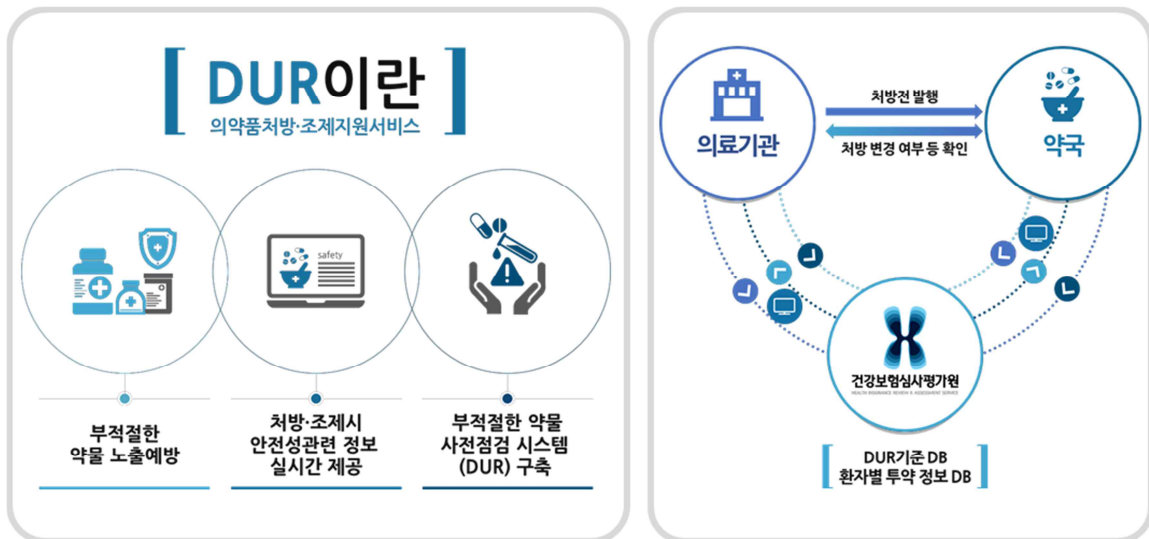 DUR이란
의약품처방·조제지원서비스
safety
부적절한
약물 노출예방
처방·조제시
안전성관련 정보
실시간 제공
부적절한 약물
사전점검 시스템
(DUR) 구축
의료기관
처방전 발행
처방 변경 여부 등 확인
약국
건강보험심사평가원
HEALTH INSURANCE REVIEW & ASSESSMENT SERVICE
DUR기준 DB
환자별 투약 정보 DB